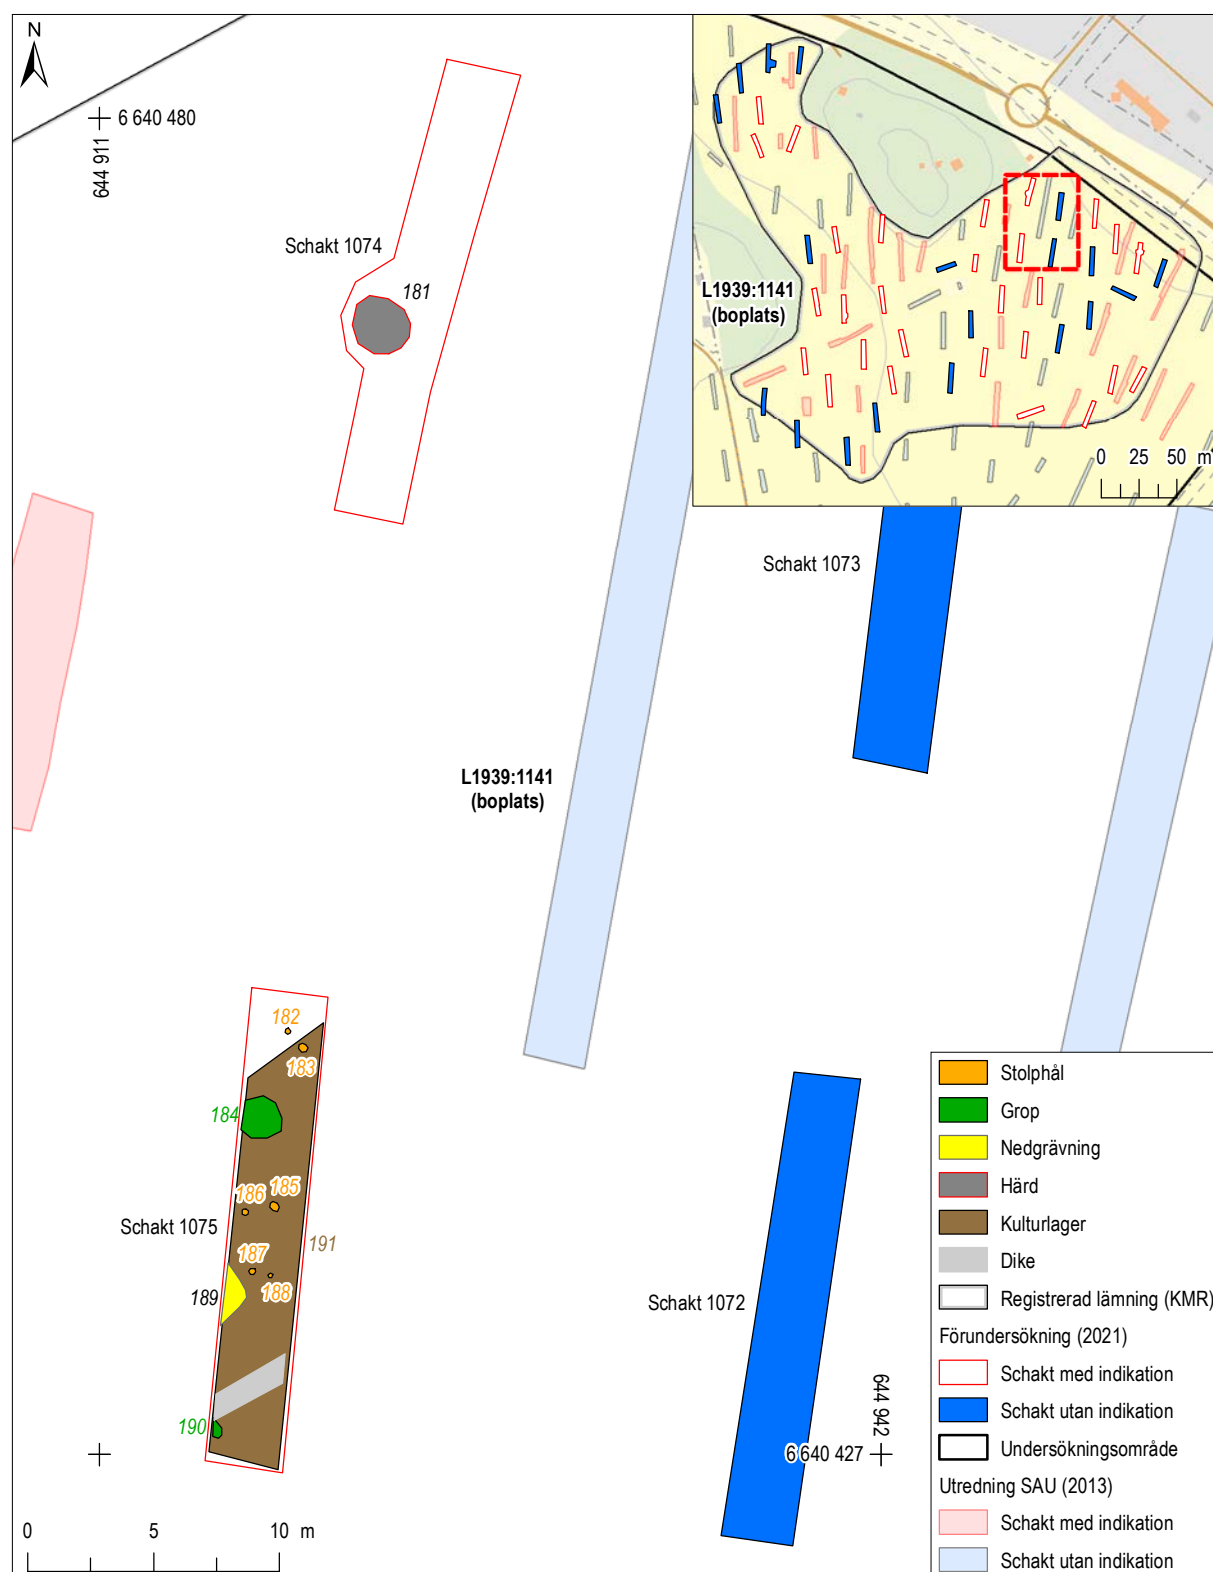 N
6 640 480
644 911
Schakt 1074
181
L1939:1141
(boplats)
0 25 50 m
Schakt 1073
L1939:1141
(boplats)
182
183
184
186
185
Schakt 1075
191
187
188
189
190
Schakt 1072
644 942
6 640 427
0 5 10 m
Stolphål
Grop
Nedgrävning
Härd
Kulturlager
Dike
Registrerad lämning (KMR)
Förundersökning (2021)
Schakt med indikation
Schakt utan indikation
Undersökningsområde
Utredning SAU (2013)
Schakt med indikation
Schakt utan indikation